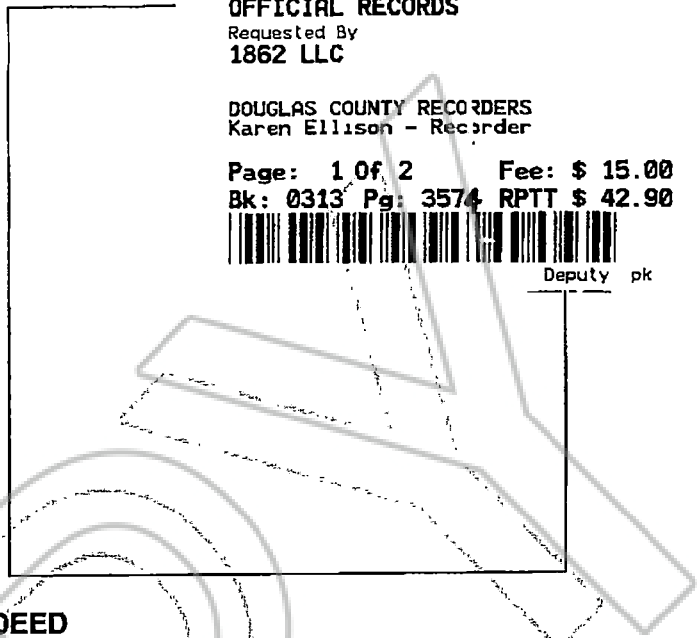 OFFICIAL RECORDS
Requested By
1862 LLC
DOUGLAS COUNTY RECORDERS
Karen Ellison - Recorder
Page: 1 Of 2 Fee: $ 15.00
Bk: 0313 Pg: 3574 RPTT $ 42.90
Deputy pk
DEED